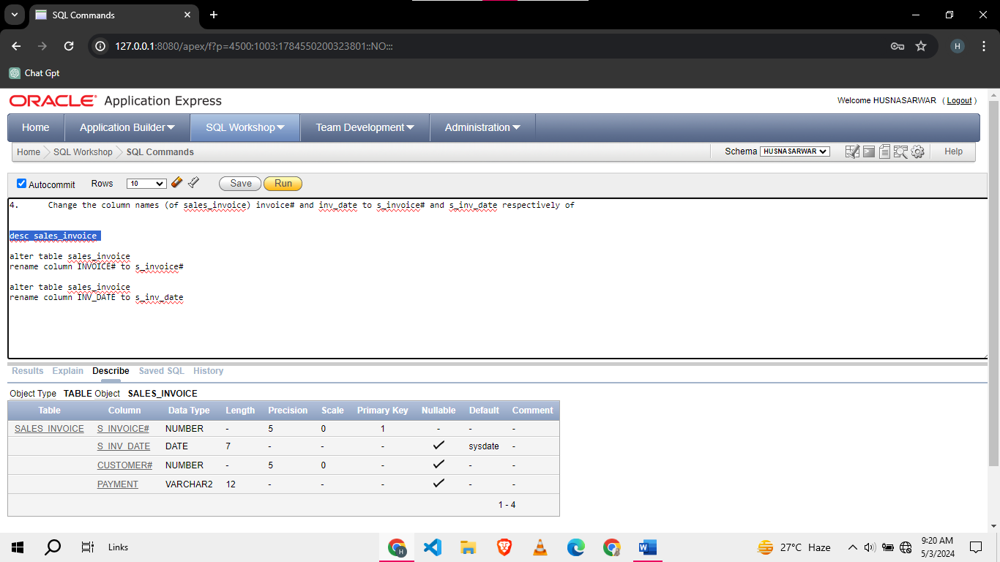 SQL Commands
127.0.0.1:8080/apex/f?p=4500:1003:1784550200323801::NO:::
H
Chat Gpt
ORACLE Application Express
Welcome HUSNASARWAR ( Logout )
Home Application Builder SQL Workshop Team Development Administration
Home SQL Workshop SQL Commands Schema HUSNASARWAR Help
Autocommit Rows 10 Save Run
4. Change the column names (of sales_invoice) invoice# and inv_date to s_invoice# and s_inv_date respectively of
desc sales_invoice
alter table sales_invoice
rename column INVOICE# to s_invoice#
alter table sales_invoice
rename column INV_DATE to s_inv_date
Results Explain Describe Saved SQL History
Object Type TABLE Object SALES_INVOICE
Table Column Data Type Length Precision Scale Primary Key Nullable Default Comment
SALES_INVOICE S_INVOICE# NUMBER - 5 0 1 - - -
S_INV_DATE DATE 7 - - - sysdate -
CUSTOMER# NUMBER - 5 0 - - -
PAYMENT VARCHAR2 12 - - - - -
1 - 4
Links H 27°C Haze 9:20 AM
5/3/2024